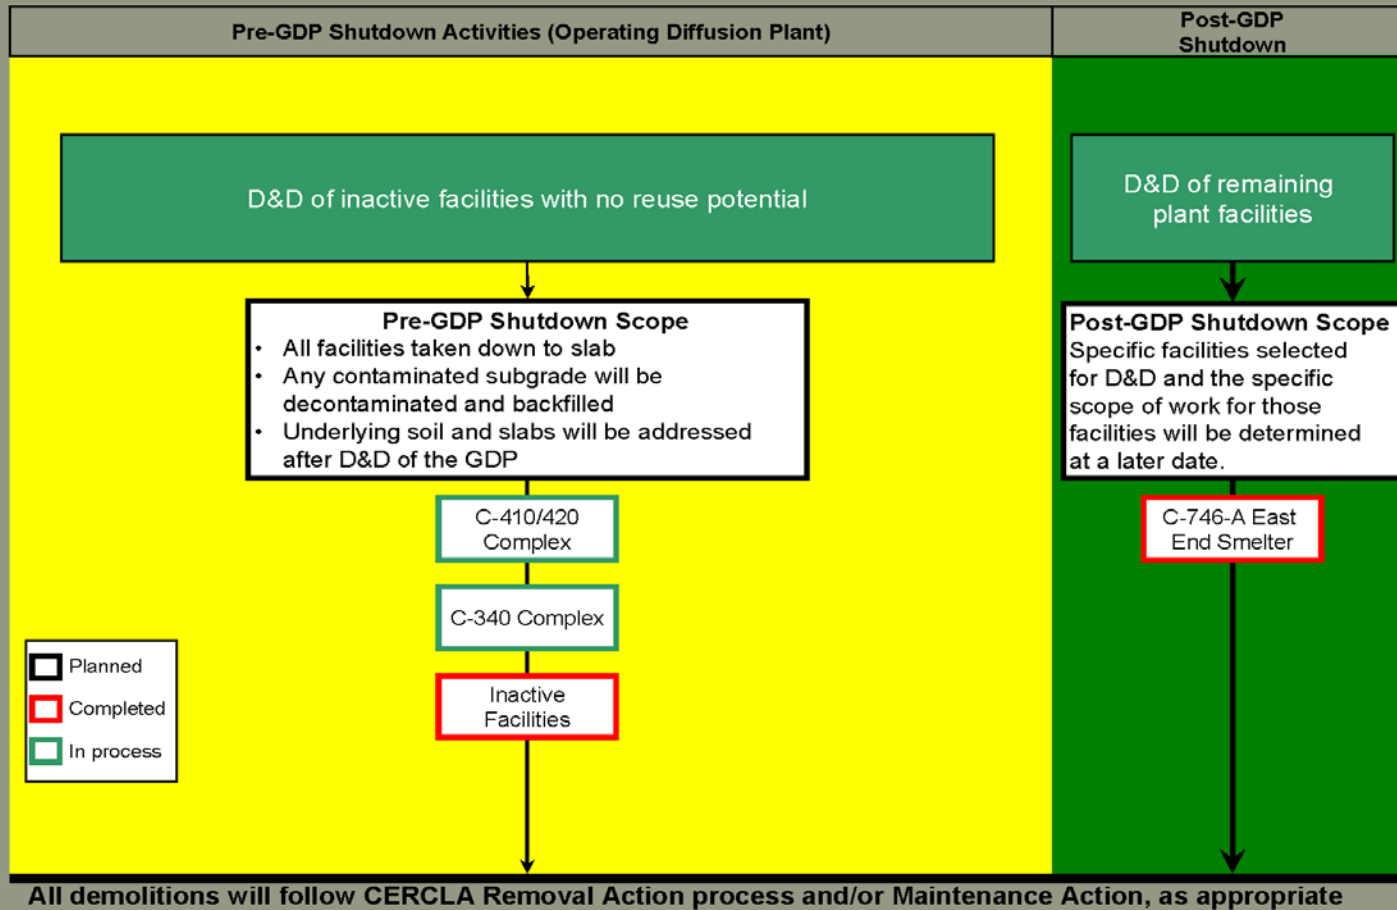 Pre-GDP Shutdown Activities (Operating Diffusion Plant)
Post-GDP
Shutdown
D&D of inactive facilities with no reuse potential
D&D of remaining
plant facilities
Pre-GDP Shutdown Scope
• All facilities taken down to slab
• Any contaminated subgrade will be
decontaminated and backfilled
• Underlying soil and slabs will be addressed
after D&D of the GDP
Post-GDP Shutdown Scope
Specific facilities selected
for D&D and the specific
scope of work for those
facilities will be determined
at a later date.
C-410/420
Complex
C-746-A East
End Smelter
C-340 Complex
Inactive
Facilities
Planned
Completed
In process
All demolitions will follow CERCLA Removal Action process and/or Maintenance Action, as appropriate